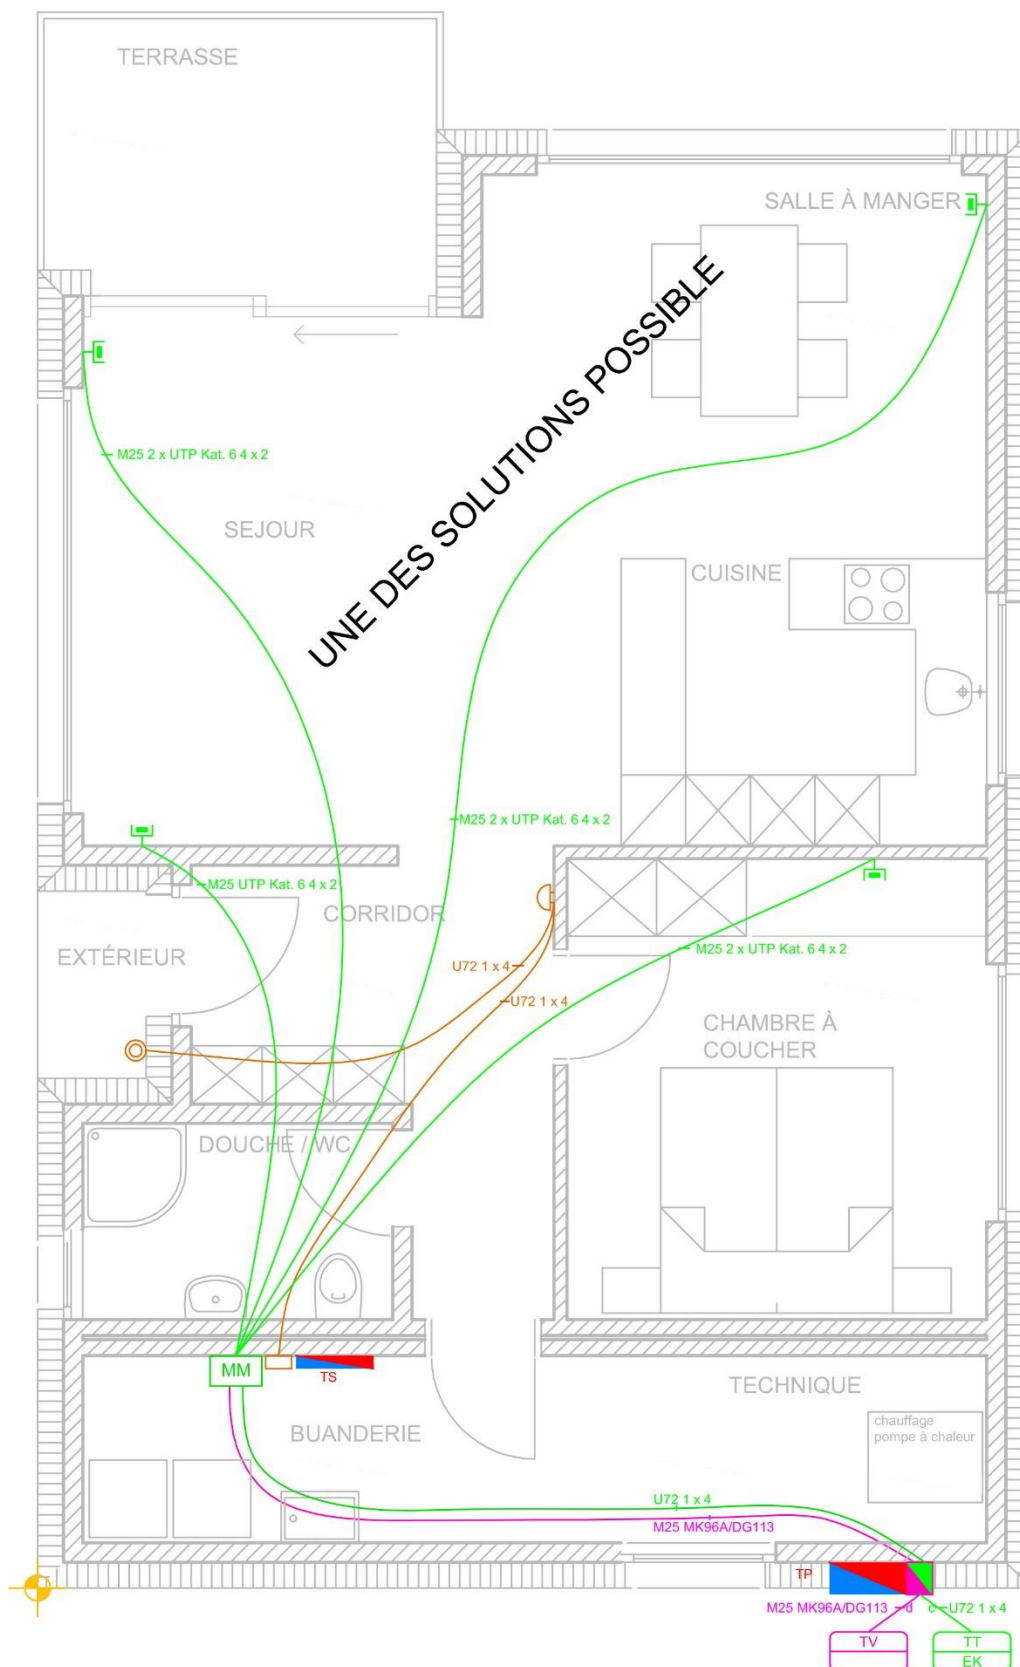 TERRASSE
SALLE À MANGER
UNE DES SOLUTIONS POSSIBLE
M25 2 x UTP Kat. 6 4 x 2
SEJOUR
CUISINE
M25 2 x UTP Kat. 6 4 x 2
M25 UTP Kat. 6 4 x 2
CORRIDOR
EXTÉRIEUR
U72 1 x 4
M25 2 x UTP Kat. 6 4 x 2
U72 1 x 4
CHAMBRE À
COUCHER
DOUCHE / WC
MM
TS
TECHNIQUE
BUANDERIE
chauffage
pompe à chaleur
U72 1 x 4
M25 MK96A/DG113
TP
M25 MK96A/DG113 d
c U72 1 x 4
TV
TT
EK